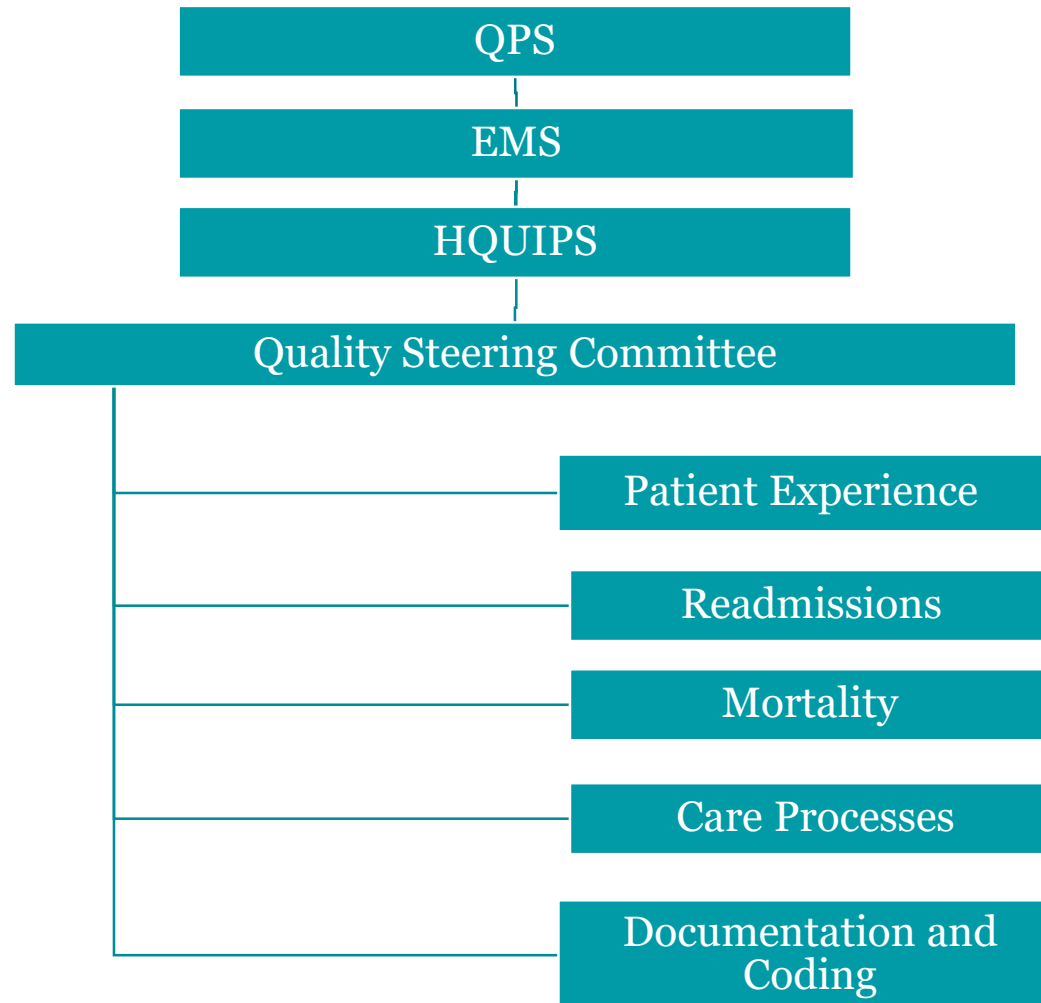 QPS
EMS
HQUIPS
Quality Steering Committee
Patient Experience
Readmissions
Mortality
Care Processes
Documentation and
Coding